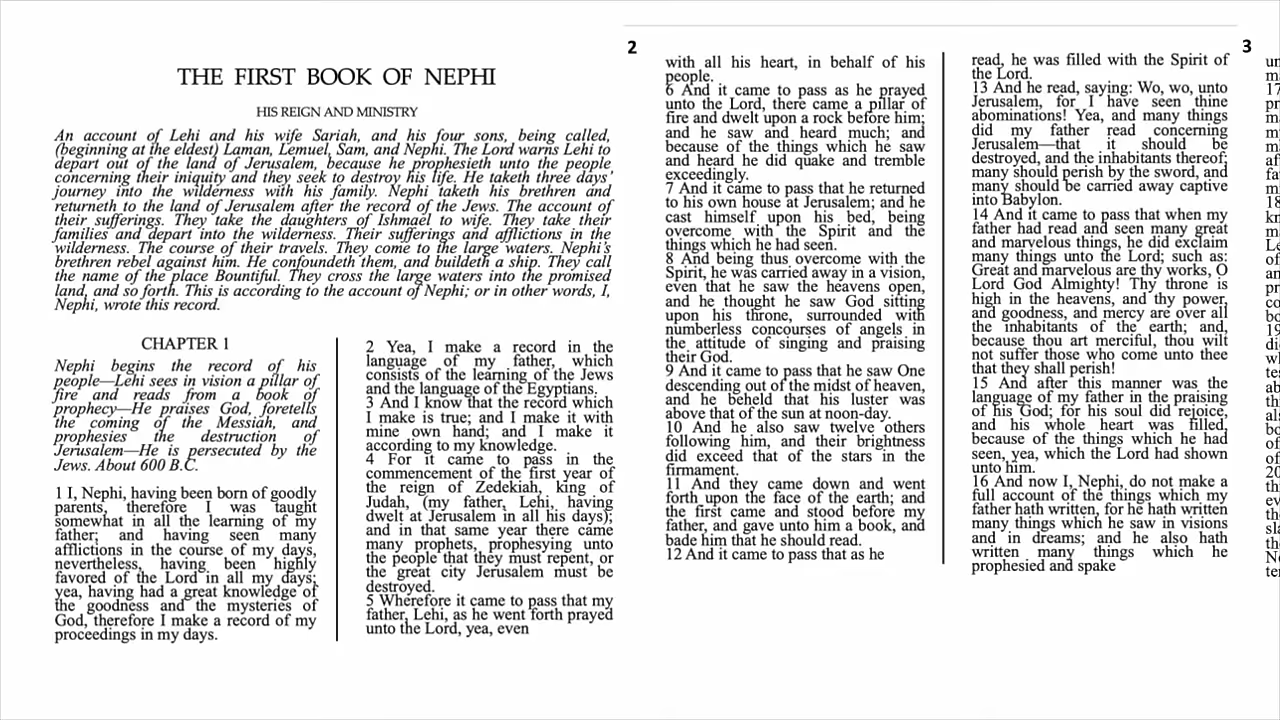 THE FIRST BOOK OF NEPHI
HIS REIGN AND MINISTRY
An account of Lehi and his wife Sariah, and his four sons, being called,
(beginning at the eldest) Laman, Lemuel, Sam, and Nephi. The Lord warns Lehi to
depart out of the land of Jerusalem, because he prophesieth unto the people
concerning their iniquity and they seek to destroy his life. He taketh three days'
journey into the wilderness with his family. Nephi taketh his brethren and
returneth to the land of Jerusalem after the record of the Jews. The account of
their sufferings. They take the daughters of Ishmael to wife. They take their
families and depart into the wilderness. Their sufferings and afflictions in the
wilderness. The course of their travels. They come to the large waters. Nephi's
brethren rebel against him. He confoundeth them, and buildeth a ship. They call
the name of the place Bountiful. They cross the large waters into the promised
land, and so forth. This is according to the account of Nephi; or in other words, I,
Nephi, wrote this record.
CHAPTER 1
Nephi begins the record of his
people—Lehi sees in vision a pillar of
fire and reads from a book of
prophecy—He praises God, foretells
the coming of the Messiah, and
prophesies the destruction of
Jerusalem—He is persecuted by the
Jews. About 600 B.C.
1 I, Nephi, having been born of goodly
parents, therefore I was taught
somewhat in all the learning of my
father; and having seen many
afflictions in the course of my days,
nevertheless, having been highly
favored of the Lord in all my days;
yea, having had a great knowledge of
the goodness and the mysteries of
God, therefore I make a record of my
proceedings in my days.
2 Yea, I make a record in the
language of my father, which
consists of the learning of the Jews
and the language of the Egyptians.
3 And I know that the record which
I make is true; and I make it with
mine own hand; and I make it
according to my knowledge.
4 For it came to pass in the
commencement of the first year of
the reign of Zedekiah, king of
Judah, (my father, Lehi, having
dwelt at Jerusalem in all his days);
and in that same year there came
many prophets, prophesying unto
the people that they must repent, or
the great city Jerusalem must be
destroyed.
5 Wherefore it came to pass that my
father, Lehi, as he went forth prayed
unto the Lord, yea, even
2
with all his heart, in behalf of his
people.
6 And it came to pass as he prayed
unto the Lord, there came a pillar of
fire and dwelt upon a rock before him;
and he saw and heard much; and
because of the things which he saw
and heard he did quake and tremble
exceedingly.
7 And it came to pass that he returned
to his own house at Jerusalem; and he
cast himself upon his bed, being
overcome with the Spirit and the
things which he had seen.
8 And being thus overcome with the
Spirit, he was carried away in a vision,
even that he saw the heavens open,
and he thought he saw God sitting
upon his throne, surrounded with
numberless concourses of angels in
the attitude of singing and praising
their God.
9 And it came to pass that he saw One
descending out of the midst of heaven,
and he beheld that his luster was
above that of the sun at noon-day.
10 And he also saw twelve others
following him, and their brightness
did exceed that of the stars in the
firmament.
11 And they came down and went
forth upon the face of the earth; and
the first came and stood before my
father, and gave unto him a book, and
bade him that he should read.
12 And it came to pass that as he
read, he was filled with the Spirit of
the Lord.
13 And he read, saying: Wo, wo, unto
Jerusalem, for I have seen thine
abominations! Yea, and many things
did my father read concerning
Jerusalem—that it should be
destroyed, and the inhabitants thereof;
many should perish by the sword, and
many should be carried away captive
into Babylon.
14 And it came to pass that when my
father had read and seen many great
and marvelous things, he did exclaim
many things unto the Lord; such as:
Great and marvelous are thy works, O
Lord God Almighty! Thy throne is
high in the heavens, and thy power,
and goodness, and mercy are over all
the inhabitants of the earth; and,
because thou art merciful, thou wilt
not suffer those who come unto thee
that they shall perish!
15 And after this manner was the
language of my father in the praising
of his God; for his soul did rejoice,
and his whole heart was filled,
because of the things which he had
seen, yea, which the Lord had shown
unto him.
16 And now I, Nephi, do not make a
full account of the things which my
father hath written, for he hath written
many things which he saw in visions
and in dreams; and he also hath
written many things which he
prophesied and spake
3